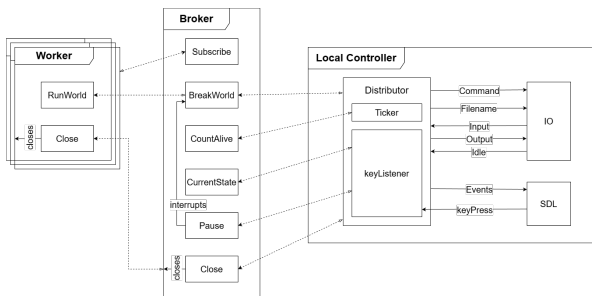 Broker
Worker
Subscribe
Local Controller
RunWorld
BreakWorld
Distributor
Command
Ticker
Filename
IO
closes
Close
CountAlive
Input
Output
Idle
CurrentState
keyListener
interrupts
Events
Pause
keyPress
SDL
closes
Close